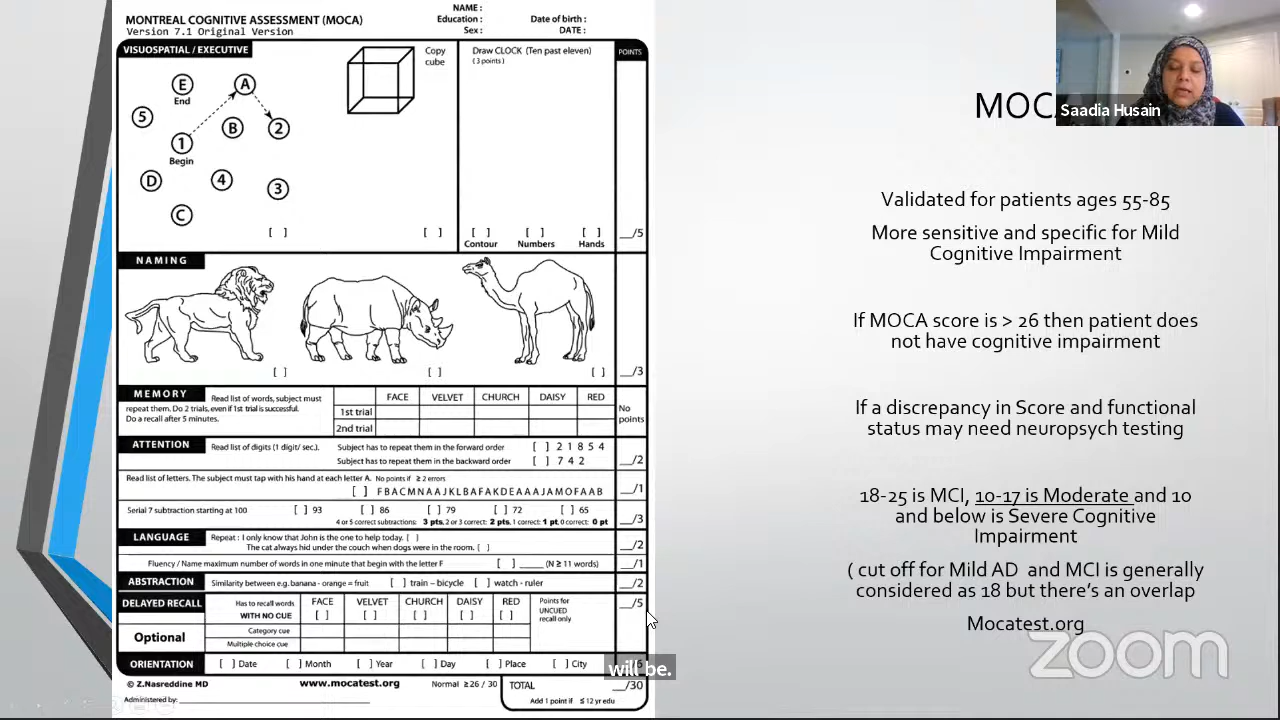 MONTREAL COGNITIVE ASSESSMENT (MOCA)
Version 7.1 Original Version
NAME :
Education :
Sex :
Date of birth :
DATE :
VISUOSPATIAL / EXECUTIVE
Copy
cube
Draw CLOCK (Ten past eleven)
( 3 points )
POINTS
E
End
A
5
B
2
1
Begin
D
4
3
C
[ ]
[ ]
[ ] [ ] [ ]
Contour Numbers Hands
__/5
NAMING
[ ] [ ] [ ]
__/3
MEMORY
Read list of words, subject must
repeat them. Do 2 trials, even if 1st trial is successful.
Do a recall after 5 minutes.
FACE VELVET CHURCH DAISY RED
1st trial
2nd trial
No
points
ATTENTION
Read list of digits (1 digit/ sec.).
Subject has to repeat them in the forward order [ ] 2 1 8 5 4
Subject has to repeat them in the backward order [ ] 7 4 2
__/2
Read list of letters. The subject must tap with his hand at each letter A. No points if ≥ 2 errors
[ ] F B A C M N A A J K L B A F A K D E A A A J A M O F A A B
__/1
Serial 7 subtraction starting at 100 [ ] 93 [ ] 86 [ ] 79 [ ] 72 [ ] 65
4 or 5 correct subtractions: 3 pts, 2 or 3 correct: 2 pts, 1 correct: 1 pt, 0 correct: 0 pt
__/3
LANGUAGE
Repeat : I only know that John is the one to help today. [ ]
The cat always hid under the couch when dogs were in the room. [ ]
__/2
Fluency / Name maximum number of words in one minute that begin with the letter F [ ] ____ (N ≥ 11 words)
__/1
ABSTRACTION
Similarity between e.g. banana - orange = fruit [ ] train – bicycle [ ] watch - ruler
__/2
DELAYED RECALL
Has to recall words
WITH NO CUE
FACE VELVET CHURCH DAISY RED
[ ] [ ] [ ] [ ] [ ]
Points for
UNCUED
recall only
__/5
Optional
Category cue
Multiple choice cue
ORIENTATION
[ ] Date [ ] Month [ ] Year [ ] Day [ ] Place [ ] City
© Z.Nasreddine MD
www.mocatest.org
Normal ≥ 26 / 30
TOTAL
__/30
Administered by:
Add 1 point if ≤ 12 yr edu
will be.
MOC
Saadia Husain
Validated for patients ages 55-85
More sensitive and specific for Mild
Cognitive Impairment
If MOCA score is > 26 then patient does
not have cognitive impairment
If a discrepancy in Score and functional
status may need neuropsych testing
18-25 is MCI, 10-17 is Moderate and 10
and below is Severe Cognitive
Impairment
( cut off for Mild AD and MCI is generally
considered as 18 but there's an overlap
Mocatest.org
zoom